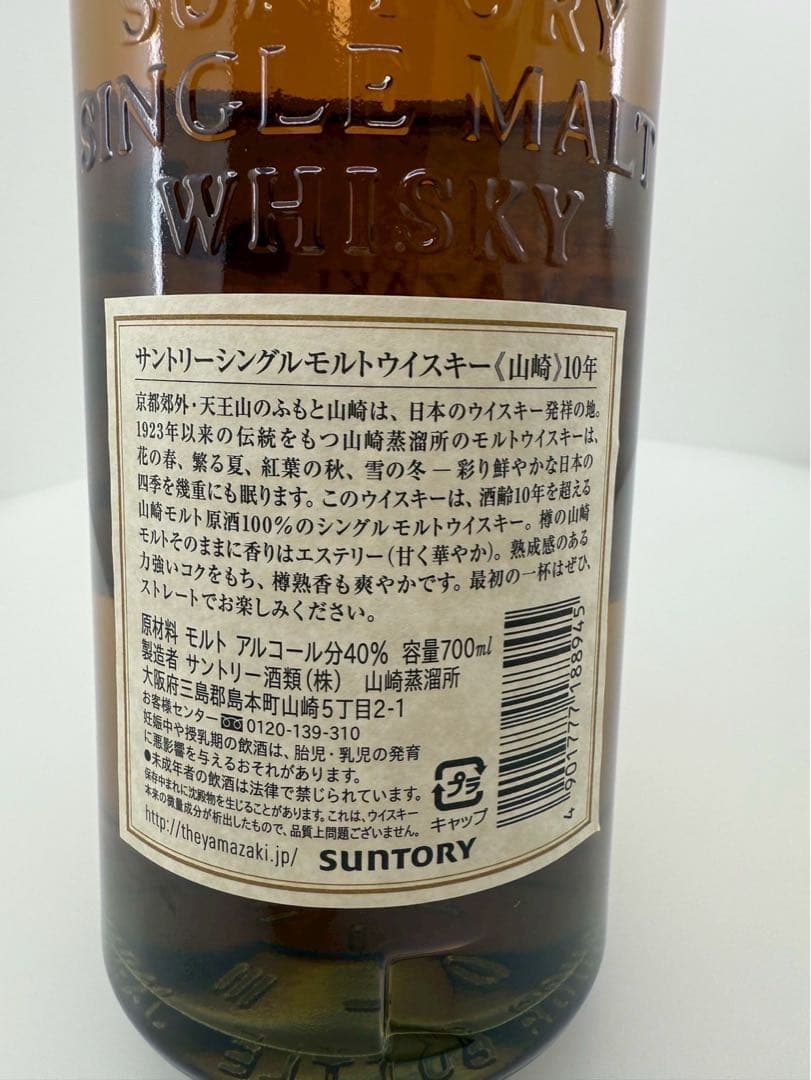 SUNTORY
SINGLE MALT
WHISKY
サントリーシングルモルトウイスキー《山崎》10年
京都郊外・天王山のふもと山崎は、日本のウイスキー発祥の地。
1923年以来の伝統をもつ山崎蒸溜所のモルトウイスキーは、
花の春、繁る夏、紅葉の秋、雪の冬 ― 彩り鮮やかな日本の
四季を幾重にも眠ります。このウイスキーは、酒齢10年を超える
山崎モルト原酒100%のシングルモルトウイスキー。樽の山崎
モルトそのままに香りはエステリー(甘く華やか)。熟成感のある
力強いコクをもち、樽熟香も爽やかです。最初の一杯はぜひ、
ストレートでお楽しみください。
原材料 モルト アルコール分40% 容量700ml
製造者 サントリー酒類(株) 山崎蒸溜所
大阪府三島郡島本町山崎5丁目2-1
お客様センター 0120-139-310
妊娠中や授乳期の飲酒は、胎児・乳児の発育
に悪影響を与えるおそれがあります。
●未成年者の飲酒は法律で禁じられています。
保存中まれに沈殿物を生じることがあります。これは、ウイスキー
本来の微量成分が析出したもので、品質上問題ございません。
http://theyamazaki.jp/
SUNTORY
プラ
キャップ
4 901777 188945